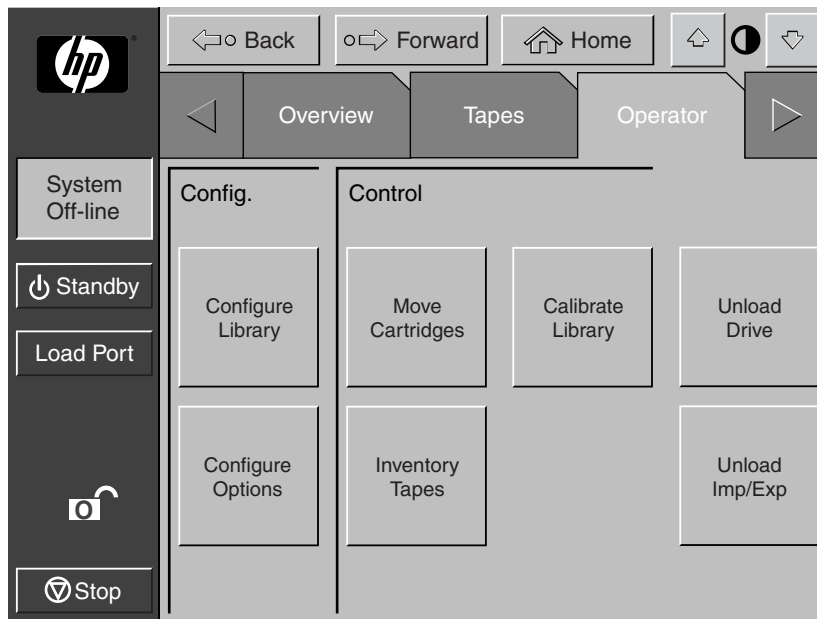 hp
Back
Forward
Home
Overview
Tapes
Operator
System
Off-line
Standby
Load Port
O
Stop
Config.
Configure
Library
Configure
Options
Control
Move
Cartridges
Calibrate
Library
Unload
Drive
Inventory
Tapes
Unload
Imp/Exp